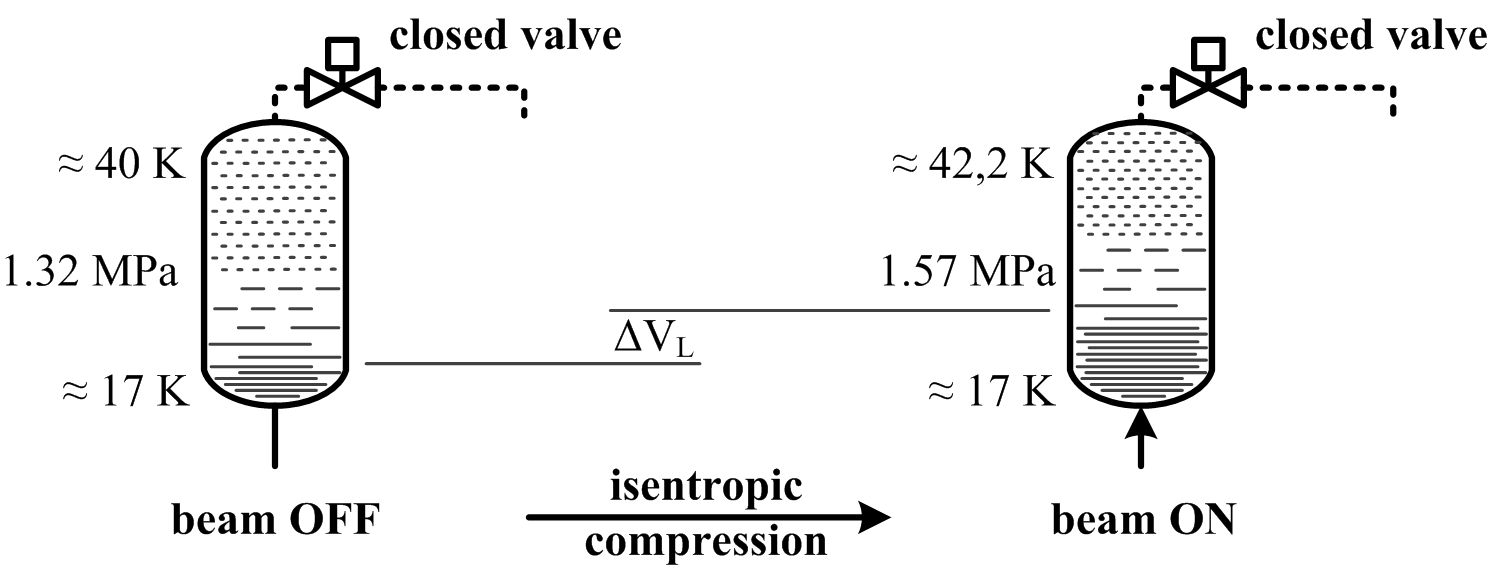 closed valve
closed valve
≈ 40 K
≈ 42,2 K
1.32 MPa
1.57 MPa
ΔVL
≈ 17 K
≈ 17 K
beam OFF
isentropic
compression
beam ON